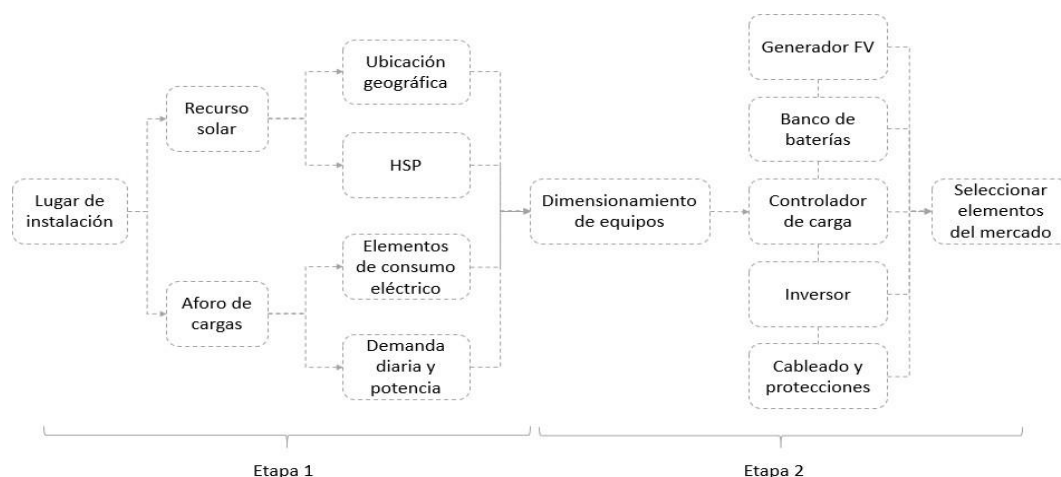 Lugar de
instalación
Recurso
solar
Aforo de
cargas
Ubicación
geográfica
HSP
Elementos
de consumo
eléctrico
Demanda
diaria y
potencia
Dimensionamiento
de equipos
Generador FV
Banco de
baterías
Controlador
de carga
Inversor
Cableado y
protecciones
Seleccionar
elementos
del mercado
Etapa 1
Etapa 2